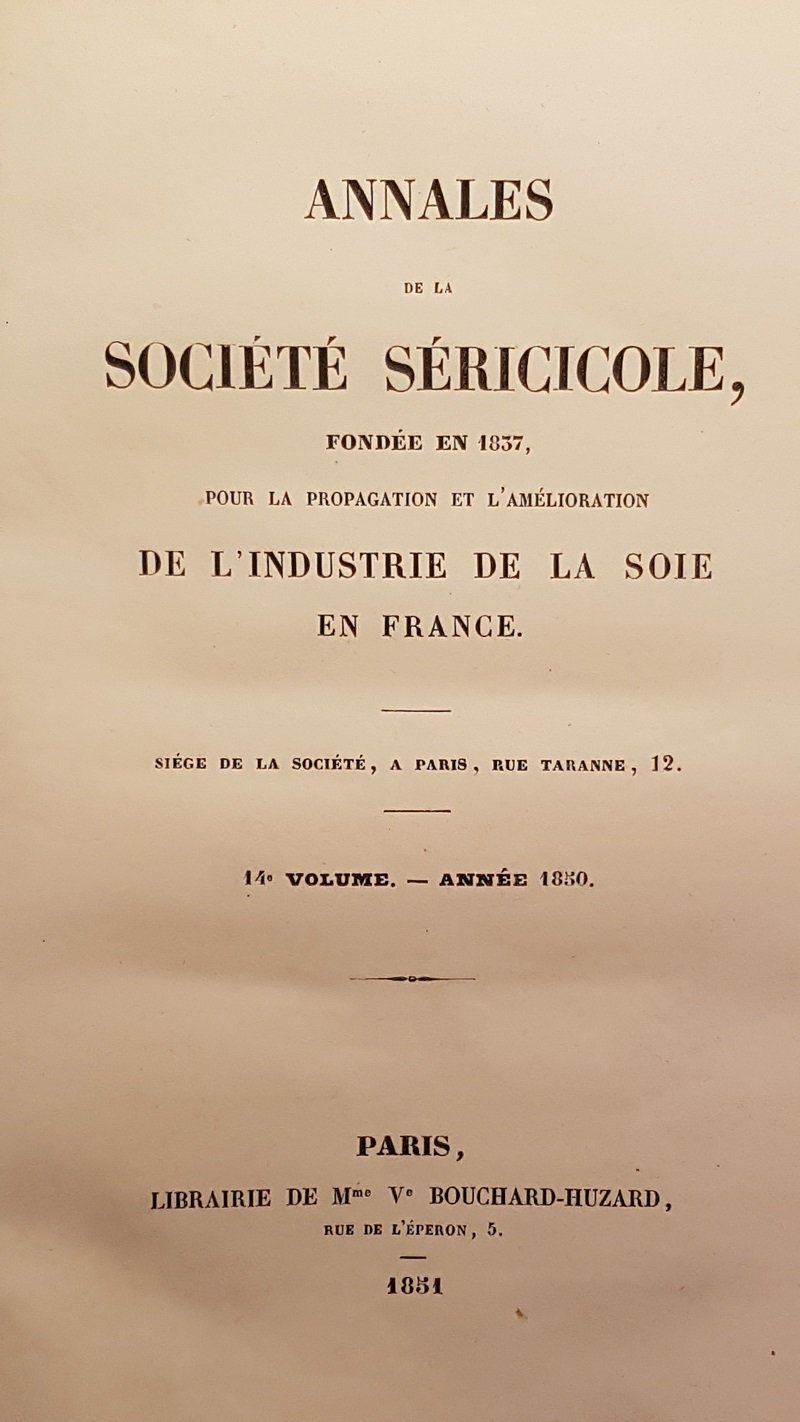 ANNALES
DE LA
SOCIÉTÉ SÉRICICOLE,
FONDÉE EN 1837,
POUR LA PROPAGATION ET L'AMÉLIORATION
DE L'INDUSTRIE DE LA SOIE
EN FRANCE.
SIÉGE DE LA SOCIÉTÉ, A PARIS, RUE TARANNE, 12.
14e VOLUME. — ANNÉE 1850.
PARIS,
LIBRAIRIE DE Mme Ve BOUCHARD-HUZARD,
RUE DE L'ÉPERON, 5.
1851